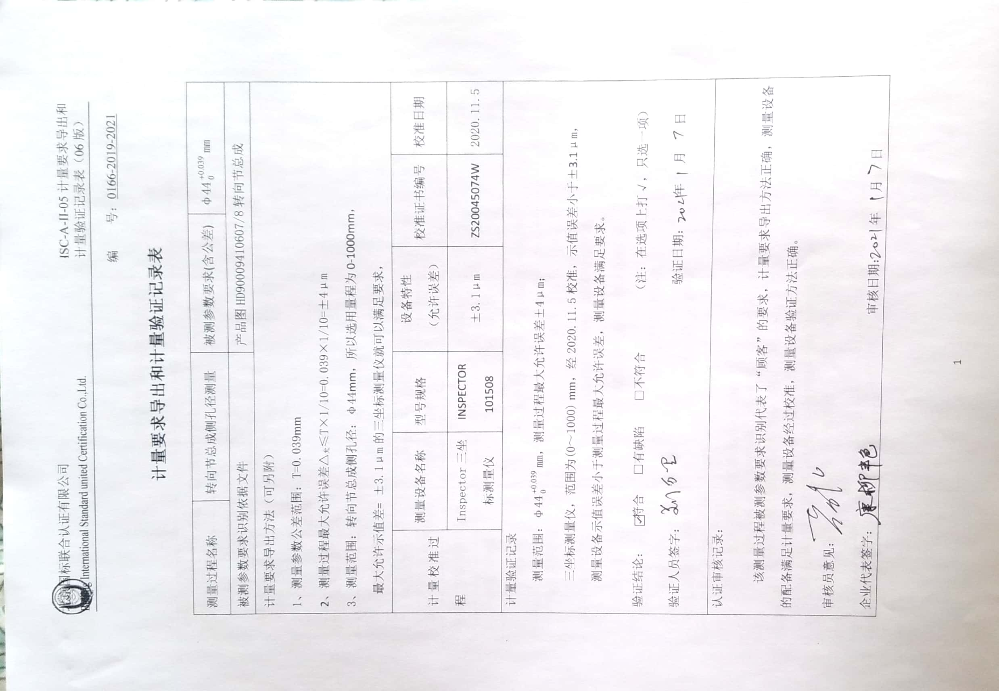 国标联合认证有限公司
International Standard united Certification Co.,Ltd.
ISC-A-II-05 计量要求导出和
计量验证记录表（06 版）
编 号：0166-2019-2021
计量要求导出和计量验证记录表
测量过程名称 转向节总成侧孔径测量 被测参数要求(含公差) φ44 +0.039 0 mm
被测参数要求识别依据文件 产品图 HD90009410607/8 转向节总成
计量要求导出方法（可另附）
1、测量参数公差范围：T=0.039mm
2、测量过程最大允许误差△允≤T×1/10=0.039×1/10=±4μm
3、测量范围：转向节总成侧孔径：φ44mm，所以选用量程为 0-1000mm，
最大允许示值差= ±3.1μm 的三坐标测量仪就可以满足要求，
计量校准过程 测量设备名称 型号规格 设备特性（允许误差） 校准证书编号 校准日期
Inspector 三坐标测量仪 INSPECTOR 101508 ±3.1μm ZS20045074W 2020.11.5
计量验证记录
测量范围：φ44 +0.039 0 mm，测量过程最大允许误差±4μm；
三坐标测量仪，范围为(0～1000) mm，经 2020.11.5 校准，示值误差小于±3.1μm，
测量设备示值误差小于测量过程最大允许误差，测量设备满足要求。
验证结论： ☑符合 □有缺陷 □不符合 （注：在选项上打√，只选一项）
验证人员签字： 验证日期：2021年 1 月 7 日
认证审核记录：
该测量过程被测参数要求识别代表了“顾客”的要求，计量要求导出方法正确，测量设备
的配备满足计量要求，测量设备经过校准，测量设备验证方法正确。
审核员意见：
企业代表签字： 审核日期:2021年 1月 7日
1